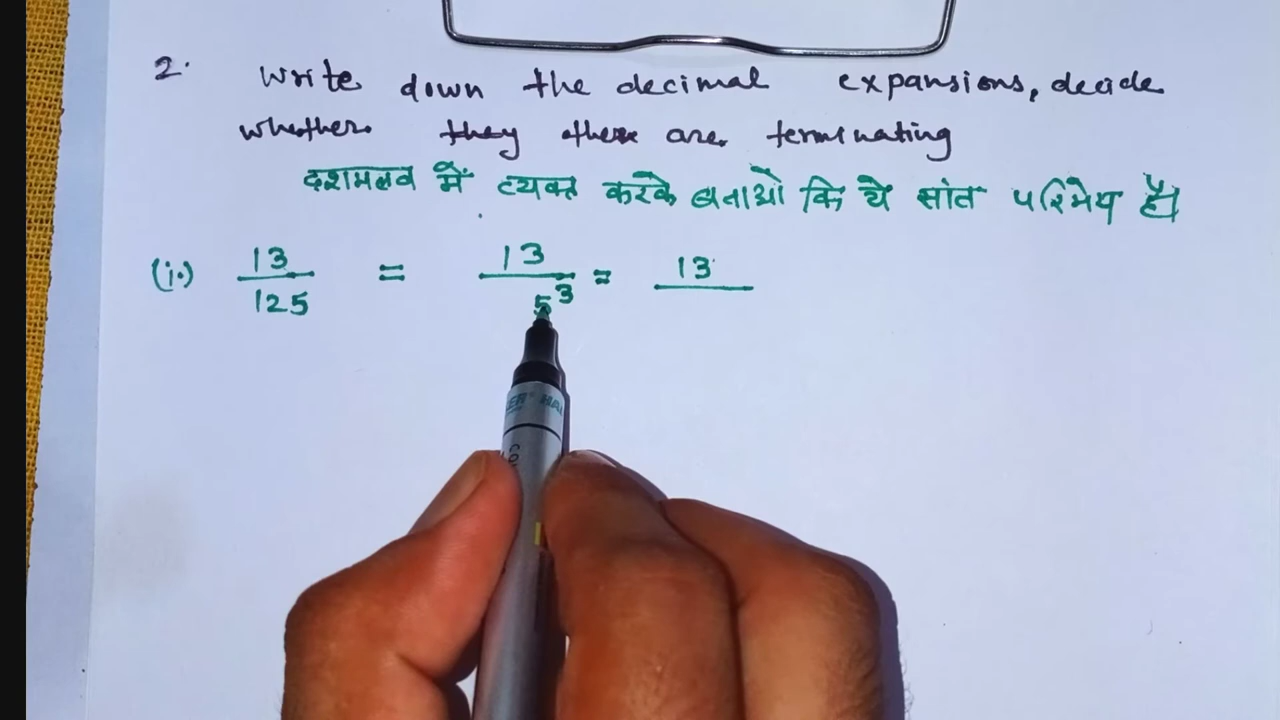 2. Write down the decimal expansions, decide
whether they these are terminating
दशमलव में व्यक्त करके बताओ कि ये सांत परिमेय है।
(i.) 13/125 = 13/5³ = 13